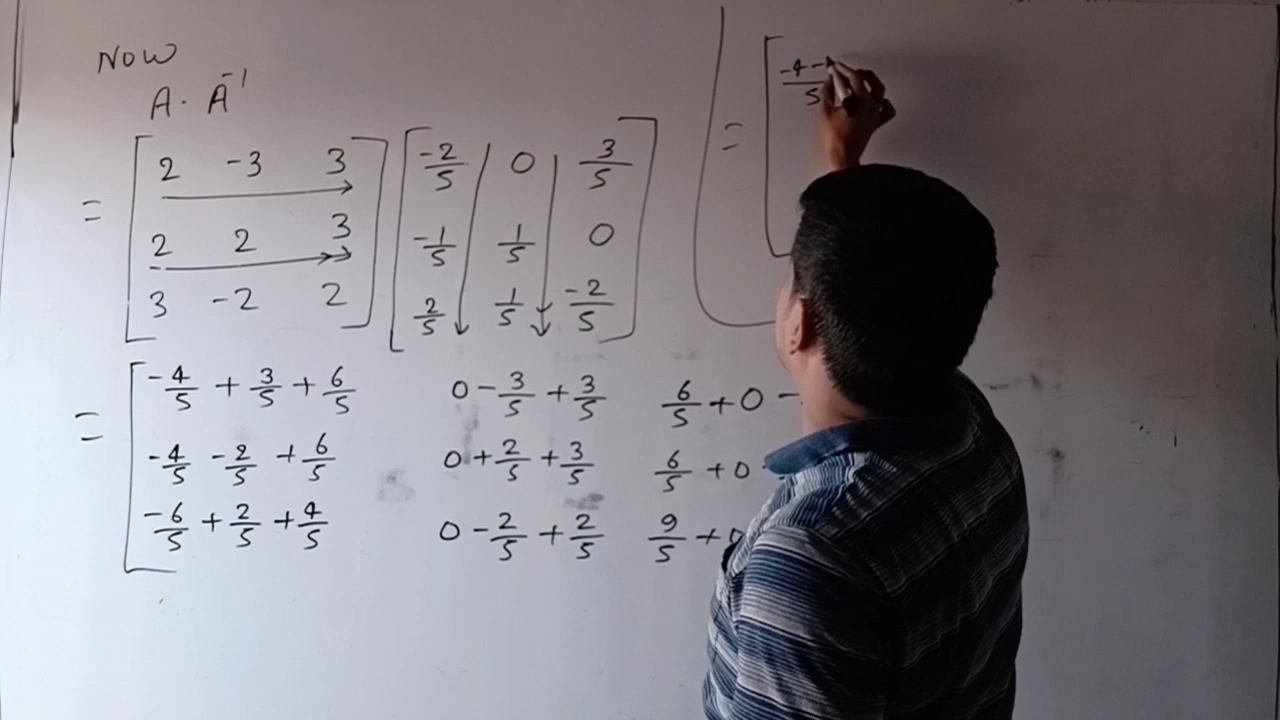 Now
A. A⁻¹
= [ 2 -3 3 ] [ -2/5 0 3/5 ]
2 2 3 -1/5 1/5 0
3 -2 2 2/5 1/5 -2/5
= [ -4/5 + 3/5 + 6/5 0 - 3/5 + 3/5 6/5 + 0 -
-4/5 - 2/5 + 6/5 0 + 2/5 + 3/5 6/5 + 0
-6/5 + 2/5 + 4/5 0 - 2/5 + 2/5 9/5 +
= [ -4 - /5